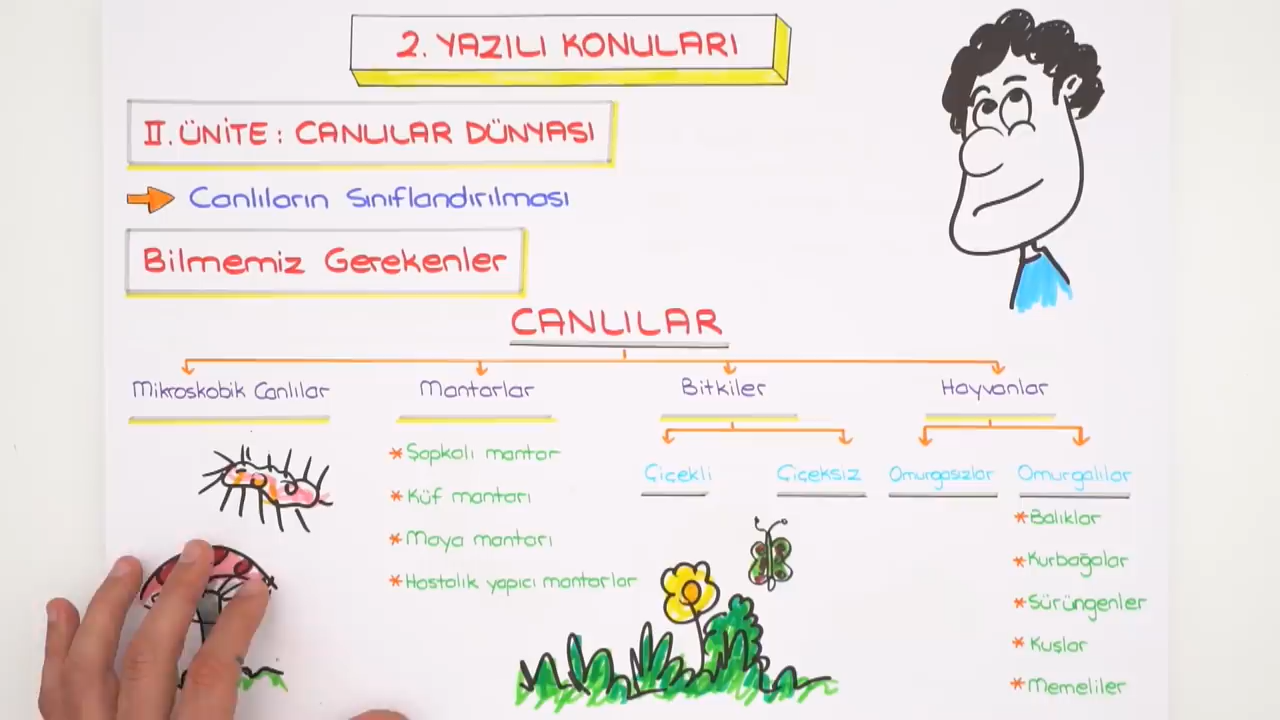 2. YAZILI KONULARI
II. ÜNİTE : CANLILAR DÜNYASI
Canlıların Sınıflandırılması
Bilmemiz Gerekenler
CANLILAR
Mikroskobik Canlılar
Mantarlar
* Şapkalı mantar
* Küf mantarı
* Maya mantarı
* Hastalık yapıcı mantarlar
Bitkiler
Çiçekli
Çiçeksiz
Hayvanlar
Omurgasızlar
Omurgalılar
* Balıklar
* Kurbağalar
* Sürüngenler
* Kuşlar
* Memeliler